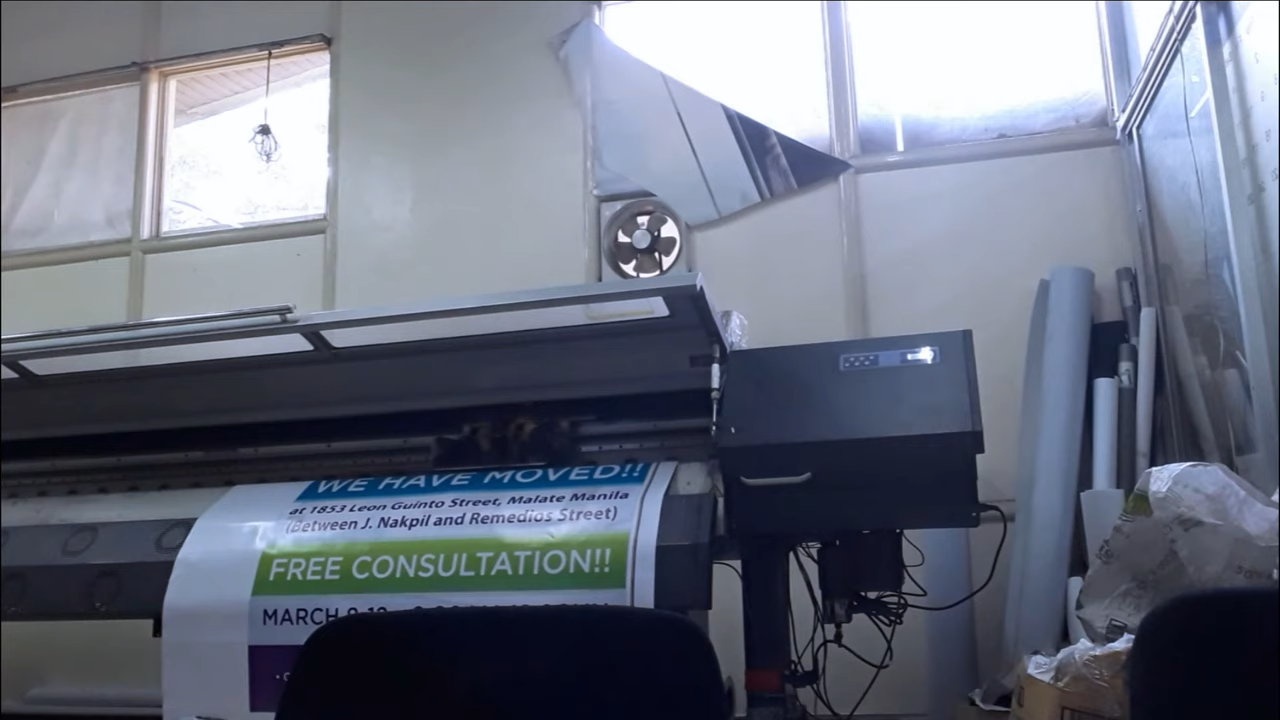 WE HAVE MOVED!!
at 1853 Leon Guinto Street, Malate Manila
(Between J. Nakpil and Remedios Street)
FREE CONSULTATION!!
MARCH